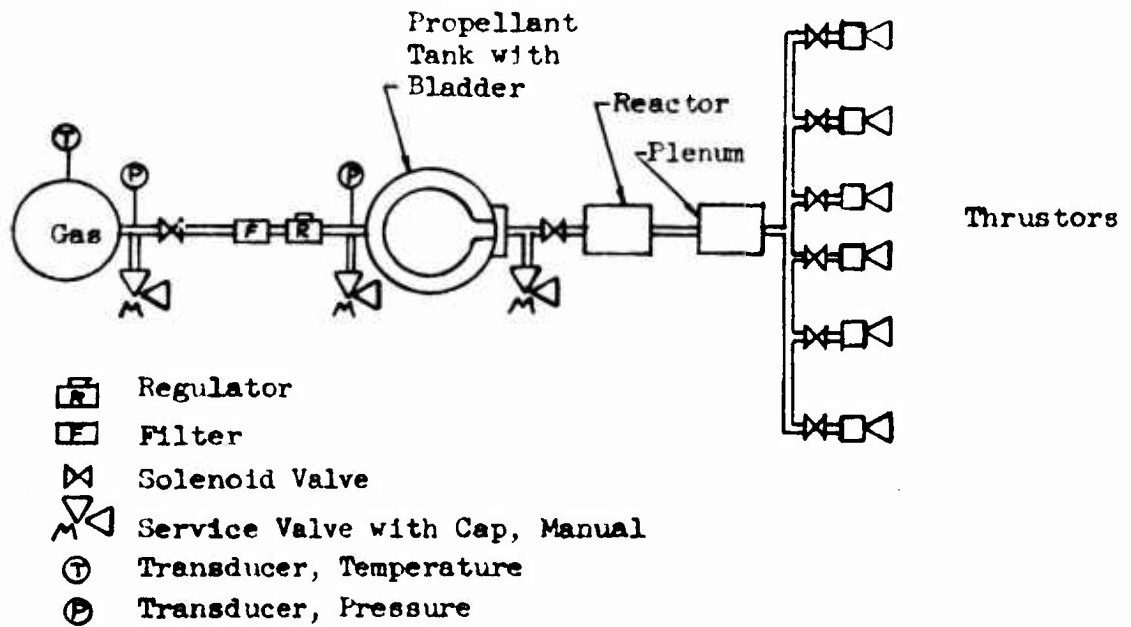 Propellant
Tank with
Bladder
Reactor
Plenum
T
P
P
Gas
F
R
Thrustors
M
M
M
R Regulator
F Filter
Solenoid Valve
M Service Valve with Cap, Manual
T Transducer, Temperature
P Transducer, Pressure